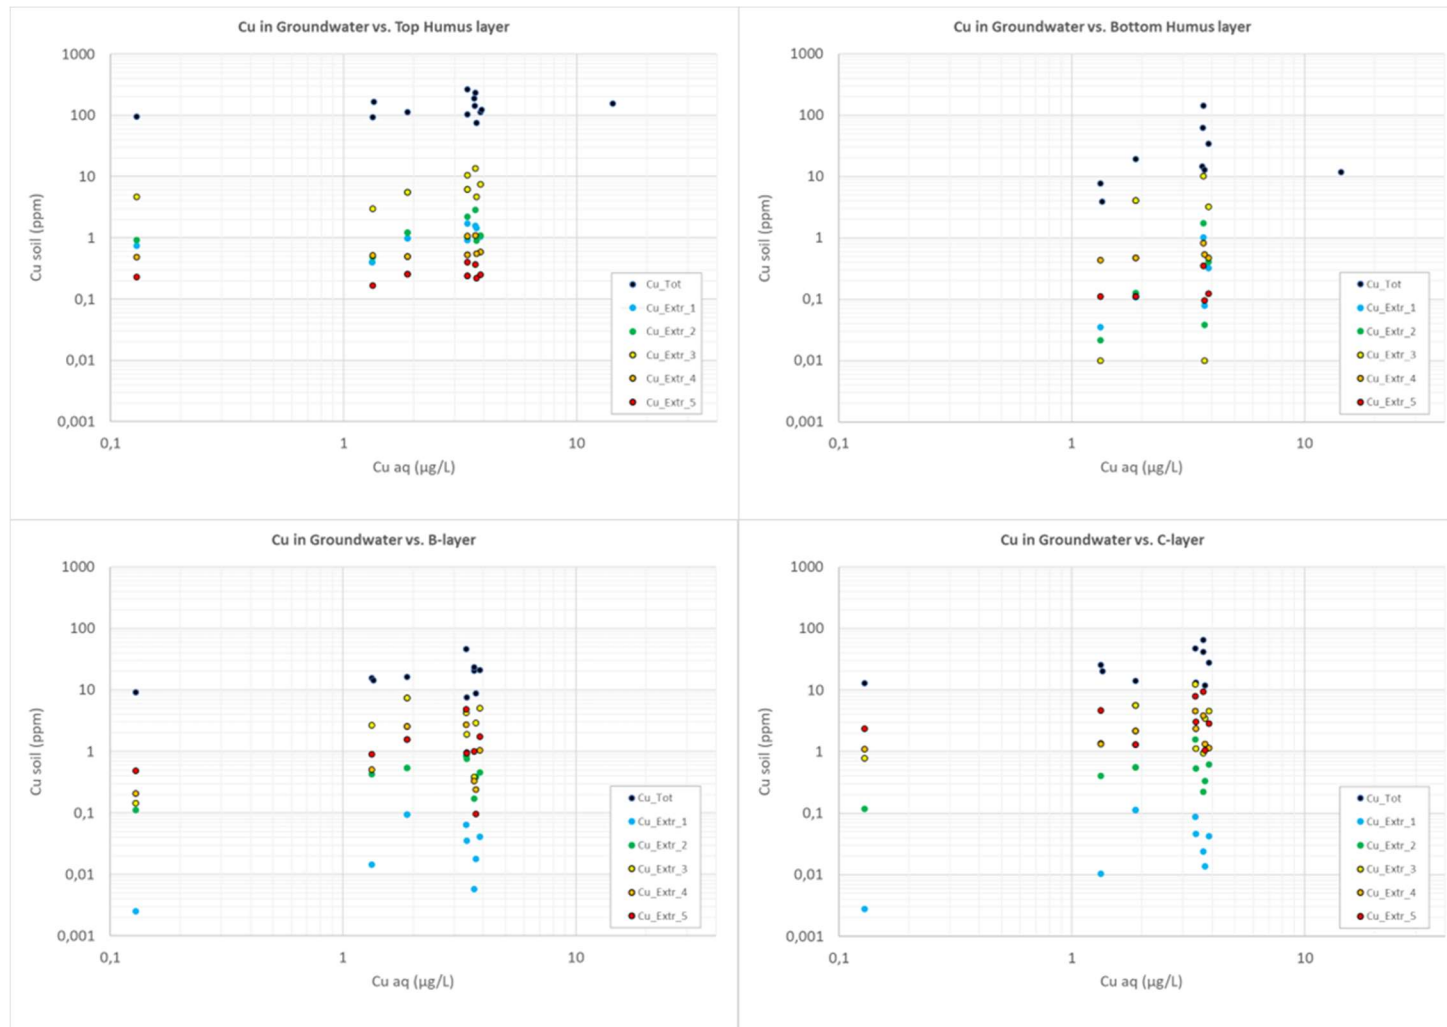 Cu in Groundwater vs. Top Humus layer
1000
100
10
1
0,1
0,01
0,001
Cu soil (ppm)
0,1
1
10
Cu aq (µg/L)
Cu_Tot
Cu_Extr_1
Cu_Extr_2
Cu_Extr_3
Cu_Extr_4
Cu_Extr_5
Cu in Groundwater vs. Bottom Humus layer
1000
100
10
1
0,1
0,01
0,001
Cu soil (ppm)
0,1
1
10
Cu aq (µg/L)
Cu_Tot
Cu_Extr_1
Cu_Extr_2
Cu_Extr_3
Cu_Extr_4
Cu_Extr_5
Cu in Groundwater vs. B-layer
1000
100
10
1
0,1
0,01
0,001
Cu soil (ppm)
0,1
1
10
Cu aq (µg/L)
Cu_Tot
Cu_Extr_1
Cu_Extr_2
Cu_Extr_3
Cu_Extr_4
Cu_Extr_5
Cu in Groundwater vs. C-layer
1000
100
10
1
0,1
0,01
0,001
Cu soil (ppm)
0,1
1
10
Cu aq (µg/L)
Cu_Tot
Cu_Extr_1
Cu_Extr_2
Cu_Extr_3
Cu_Extr_4
Cu_Extr_5